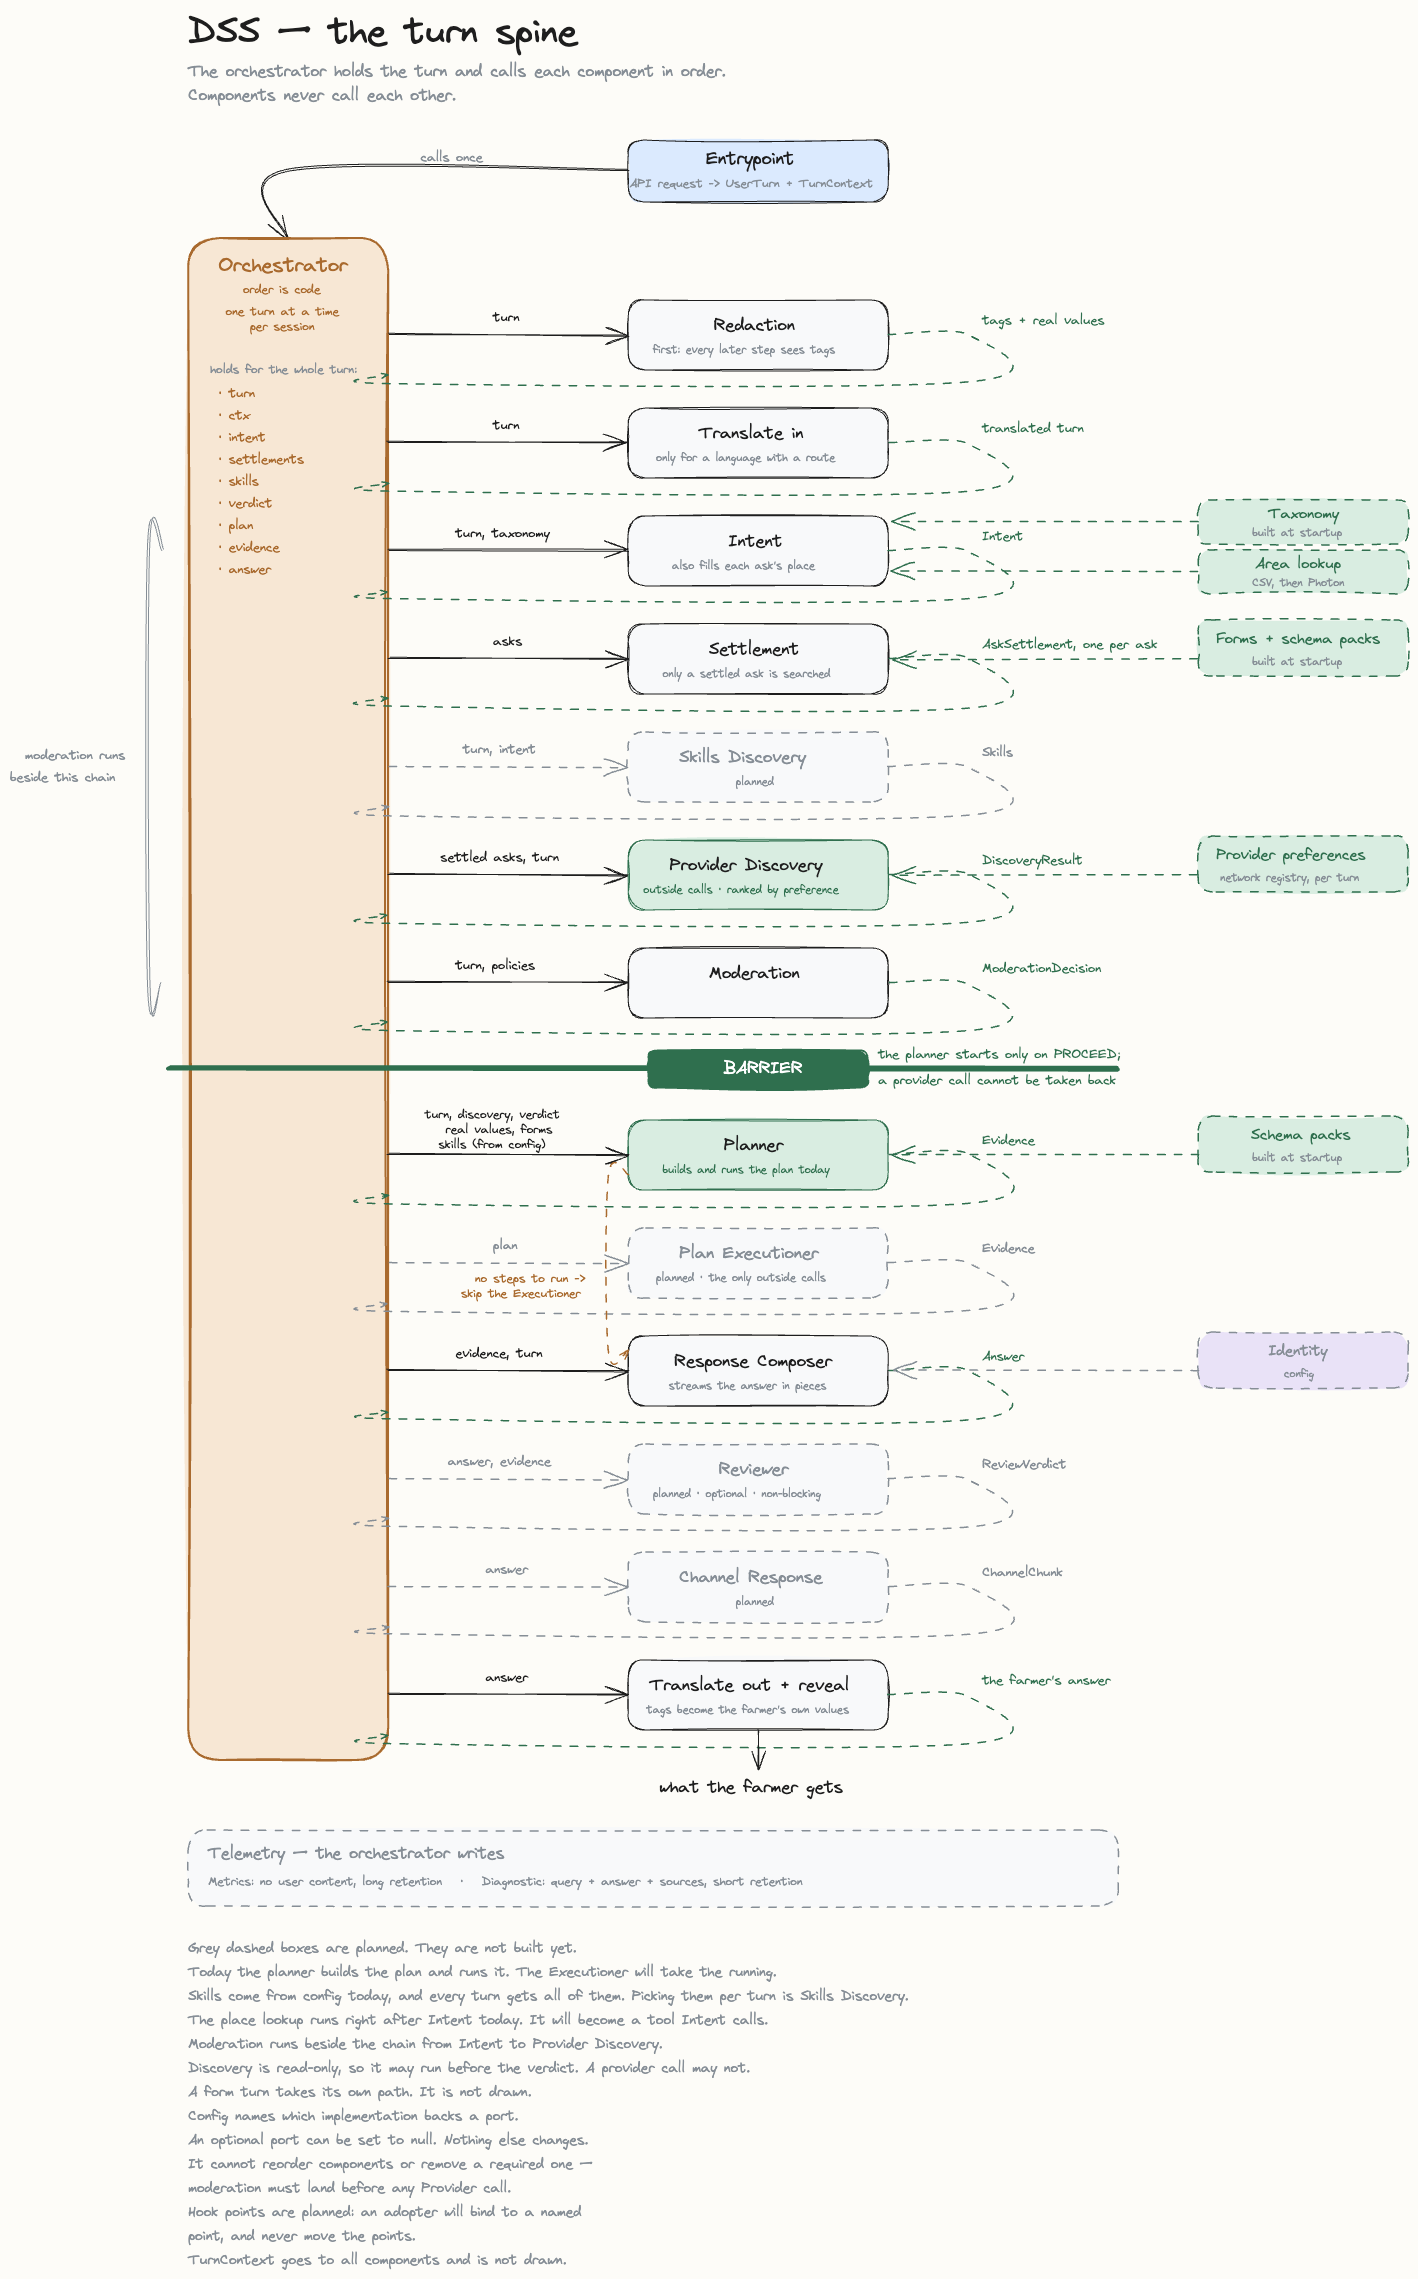 DSS — the turn spine
The orchestrator holds the turn and calls each component in order.
Components never call each other.
calls once
Entrypoint
API request -> UserTurn + TurnContext
Orchestrator
order is code
one turn at a time
per session
holds for the whole turn:
· turn
· ctx
· intent
· settlements
· skills
· verdict
· plan
· evidence
· answer
turn
Redaction
first: every later step sees tags
tags + real values
turn
Translate in
only for a language with a route
translated turn
turn, taxonomy
Intent
also fills each ask's place
Intent
Taxonomy
built at startup
Area lookup
CSV, then Photon
asks
Settlement
only a settled ask is searched
AskSettlement, one per ask
Forms + schema packs
built at startup
moderation runs
beside this chain
turn, intent
Skills Discovery
planned
Skills
settled asks, turn
Provider Discovery
outside calls · ranked by preference
DiscoveryResult
Provider preferences
network registry, per turn
turn, policies
Moderation
ModerationDecision
BARRIER
the planner starts only on PROCEED;
a provider call cannot be taken back
turn, discovery, verdict
real values, forms
skills (from config)
Planner
builds and runs the plan today
Evidence
Schema packs
built at startup
plan
Plan Executioner
planned · the only outside calls
Evidence
no steps to run ->
skip the Executioner
evidence, turn
Response Composer
streams the answer in pieces
Answer
Identity
config
answer, evidence
Reviewer
planned · optional · non-blocking
ReviewVerdict
answer
Channel Response
planned
ChannelChunk
answer
Translate out + reveal
tags become the farmer's own values
the farmer's answer
what the farmer gets
Telemetry — the orchestrator writes
Metrics: no user content, long retention · Diagnostic: query + answer + sources, short retention
Grey dashed boxes are planned. They are not built yet.
Today the planner builds the plan and runs it. The Executioner will take the running.
Skills come from config today, and every turn gets all of them. Picking them per turn is Skills Discovery.
The place lookup runs right after Intent today. It will become a tool Intent calls.
Moderation runs beside the chain from Intent to Provider Discovery.
Discovery is read-only, so it may run before the verdict. A provider call may not.
A form turn takes its own path. It is not drawn.
Config names which implementation backs a port.
An optional port can be set to null. Nothing else changes.
It cannot reorder components or remove a required one —
moderation must land before any Provider call.
Hook points are planned: an adopter will bind to a named
point, and never move the points.
TurnContext goes to all components and is not drawn.